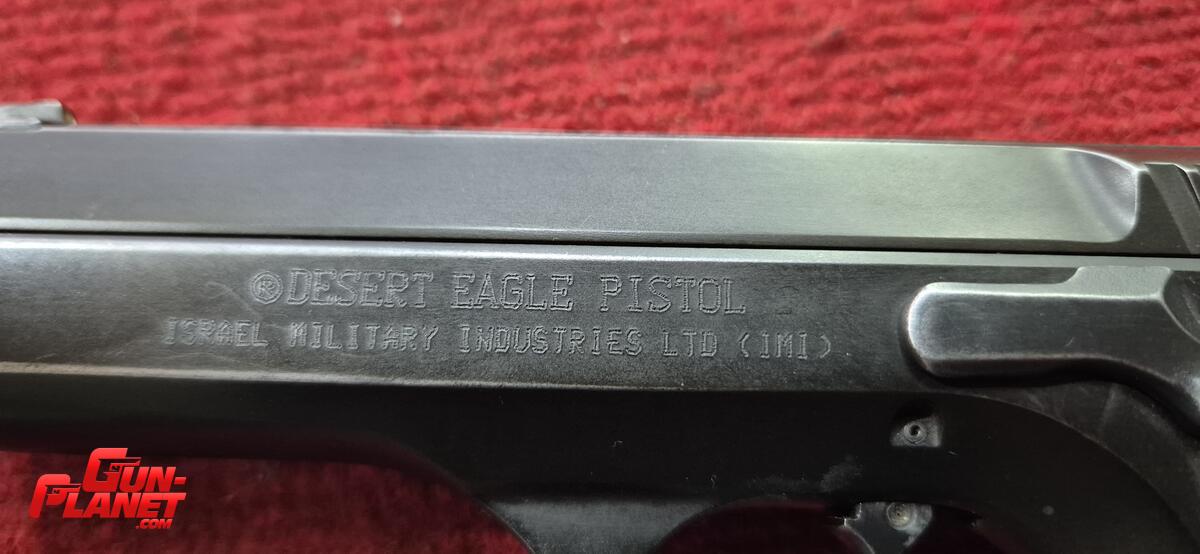 ®DESERT EAGLE PISTOL
ISRAEL MILITARY INDUSTRIES LTD (IMI)
GUN-
PLANET
.COM